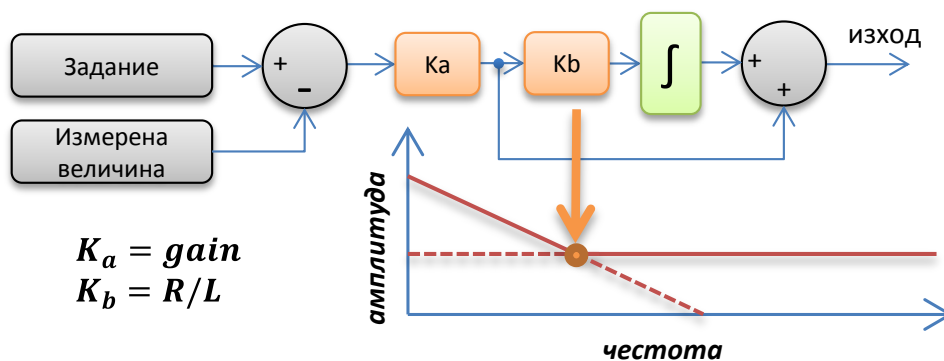 изход
Задание
+
-
Ka
Kb
∫
+
+
Измерена
величина
амплитуда
K_a = gain
K_b = R/L
честота